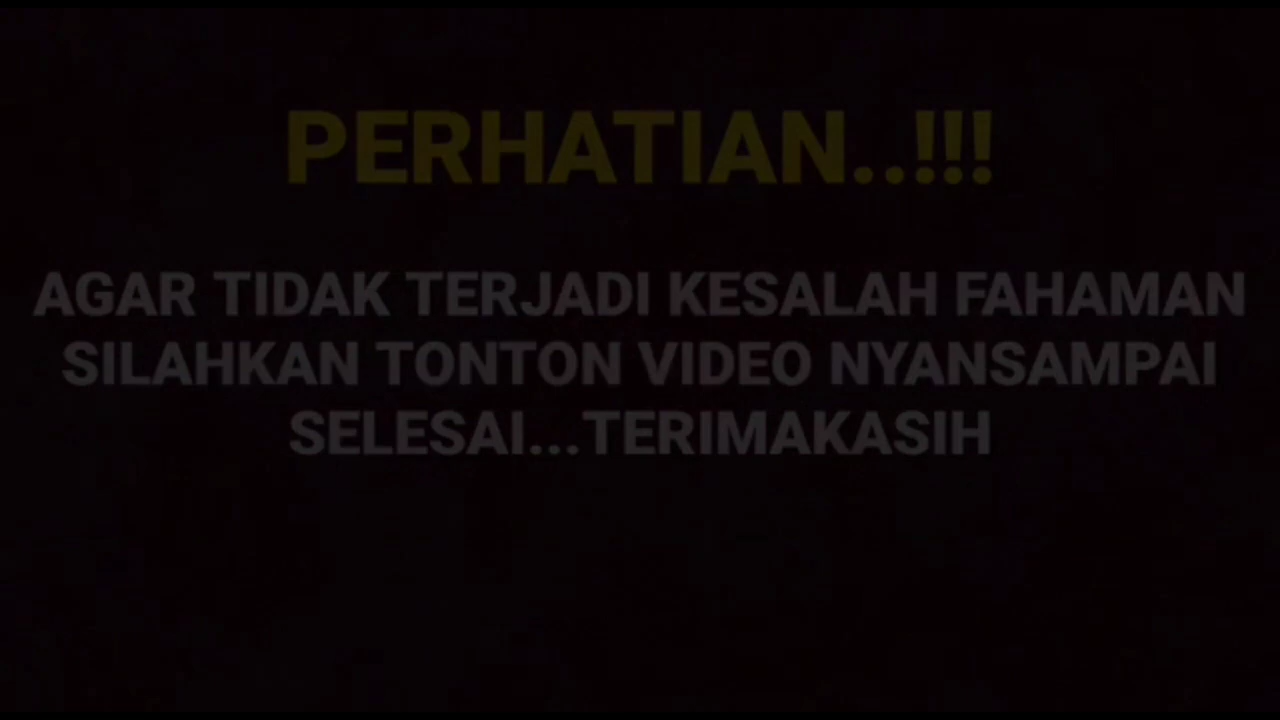 PERHATIAN..!!!
AGAR TIDAK TERJADI KESALAH FAHAMAN
SILAHKAN TONTON VIDEO NYANSAMPAI
SELESAI...TERIMAKASIH